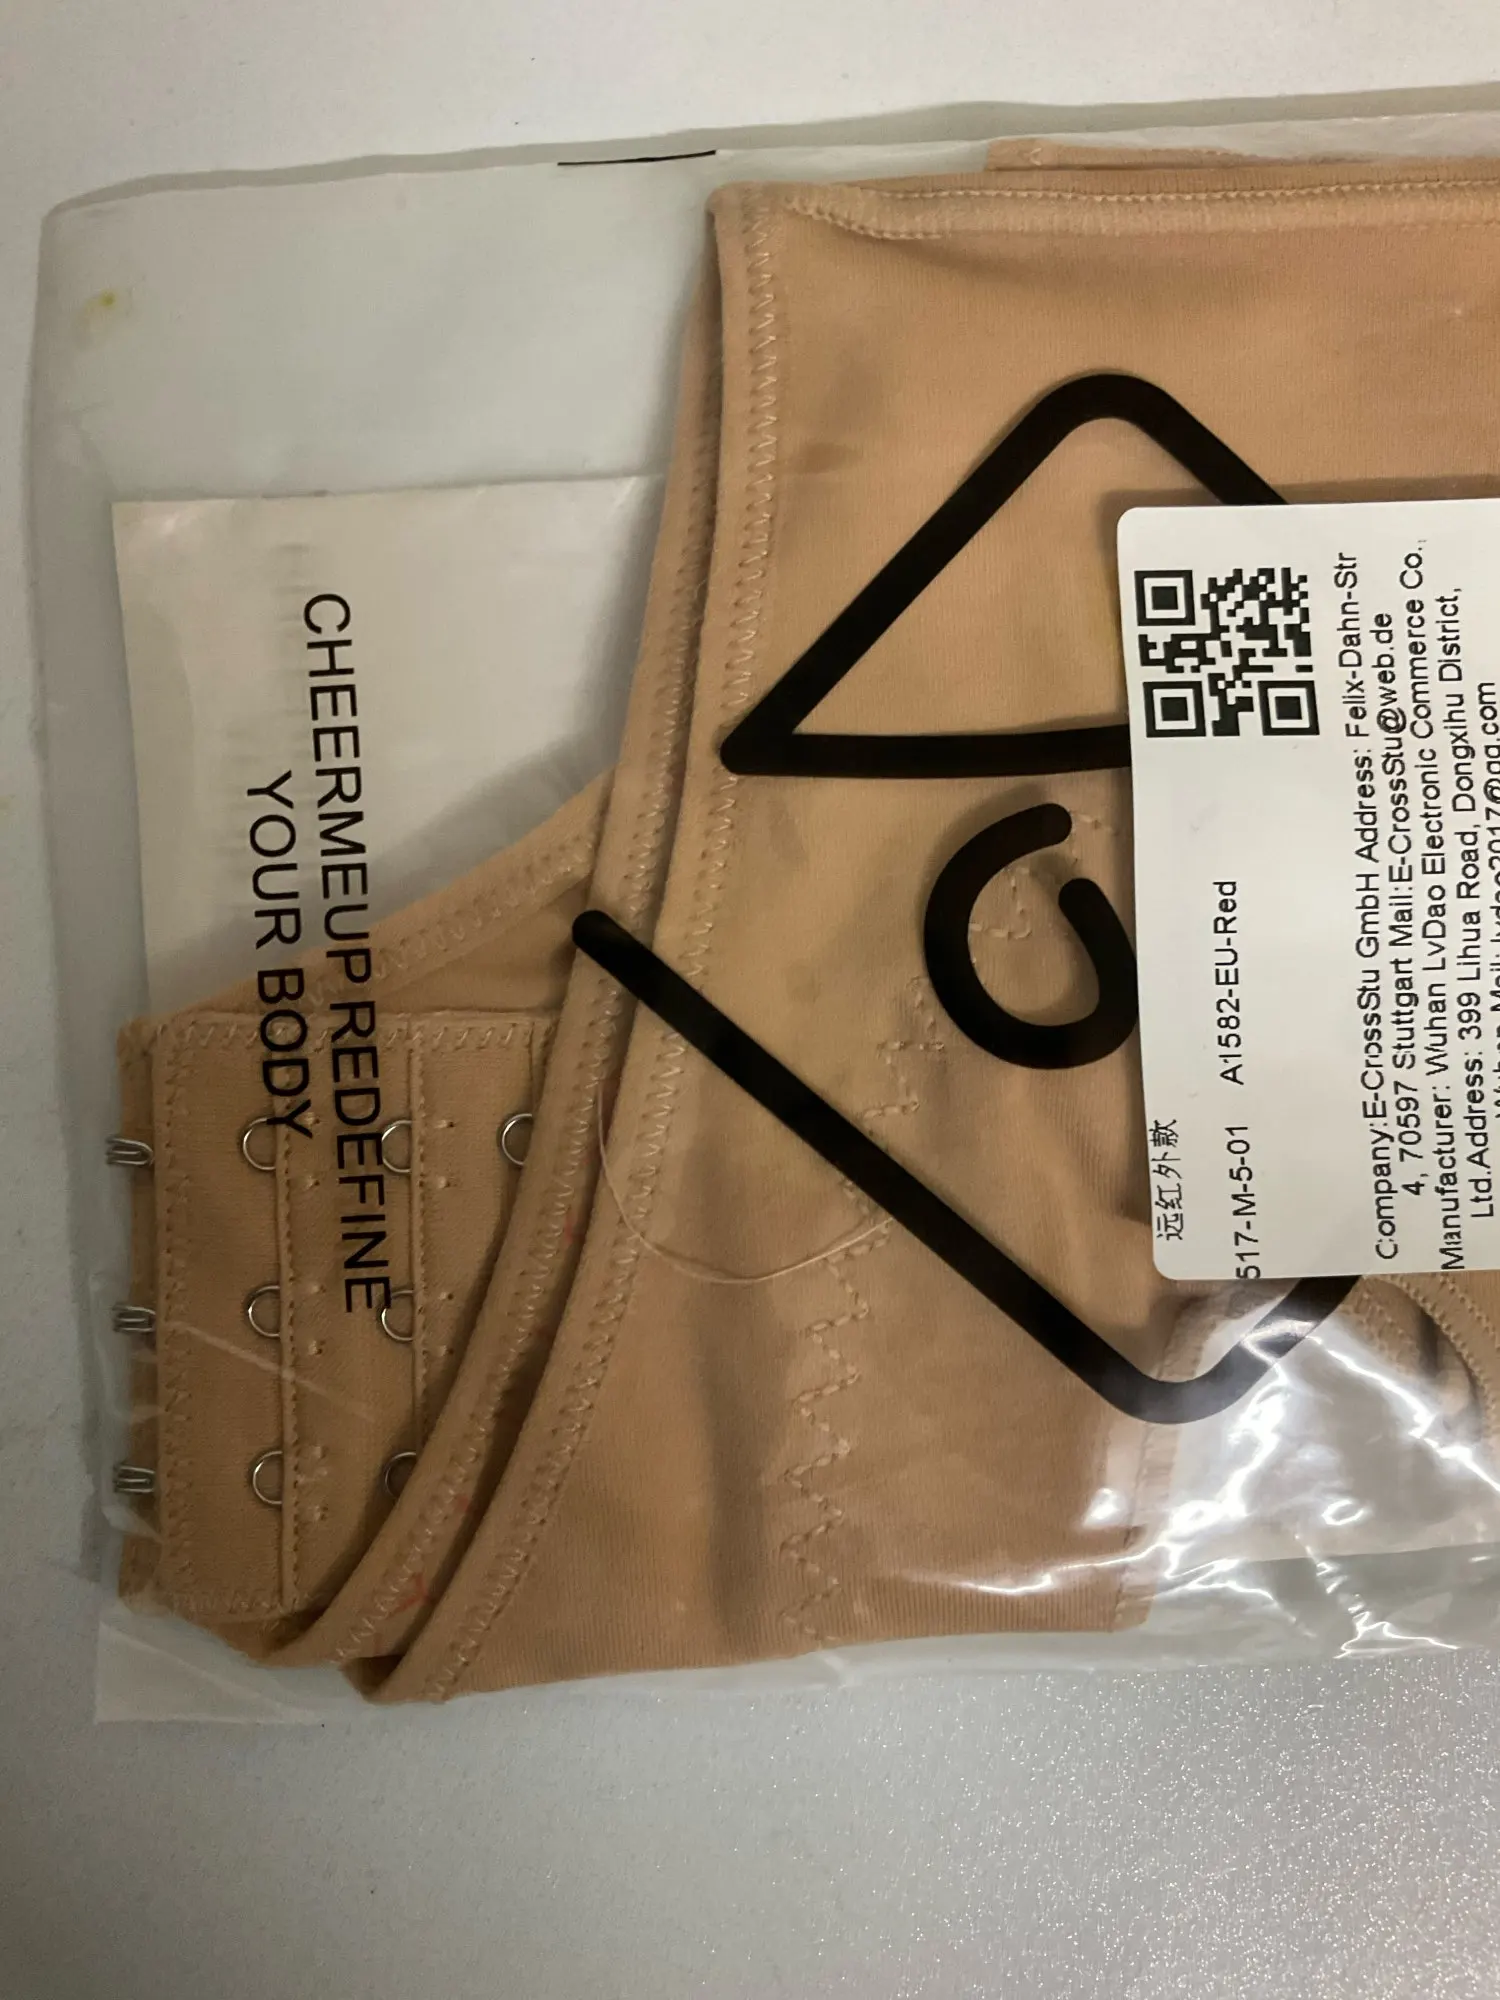 CHEERMEUP REDEFINE
YOUR BODY
远红外款
517-M-5-01 A1582-EU-Red
Company:E-CrossStu GmbH Address: Felix-Dahn-Str
4, 70597 Stuttgart Mail:E-CrossStu@web.de
Manufacturer: Wuhan LvDao Electronic Commerce Co.,
Ltd.Address: 399 Lihua Road, Dongxihu District,